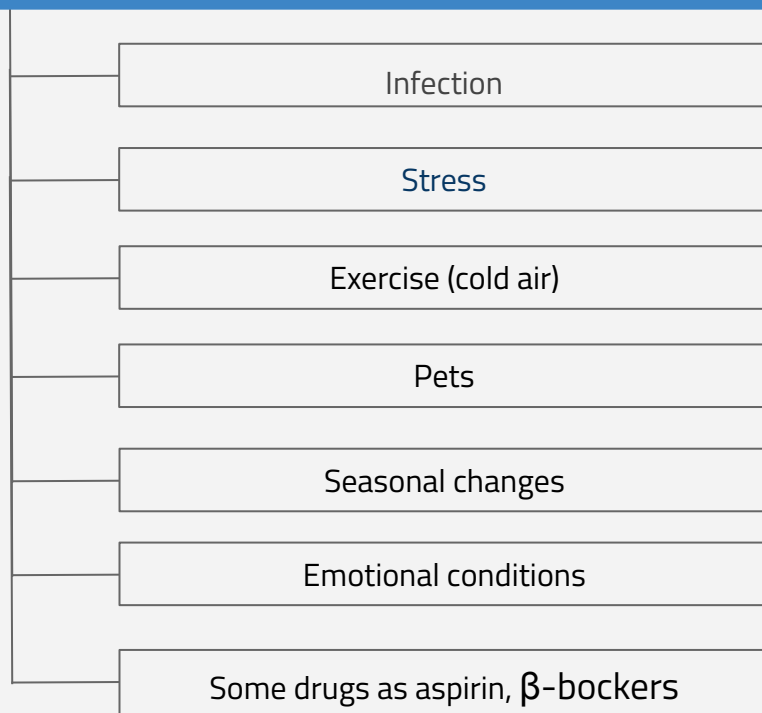 Infection
Stress
Exercise (cold air)
Pets
Seasonal changes
Emotional conditions
Some drugs as aspirin, β-bockers